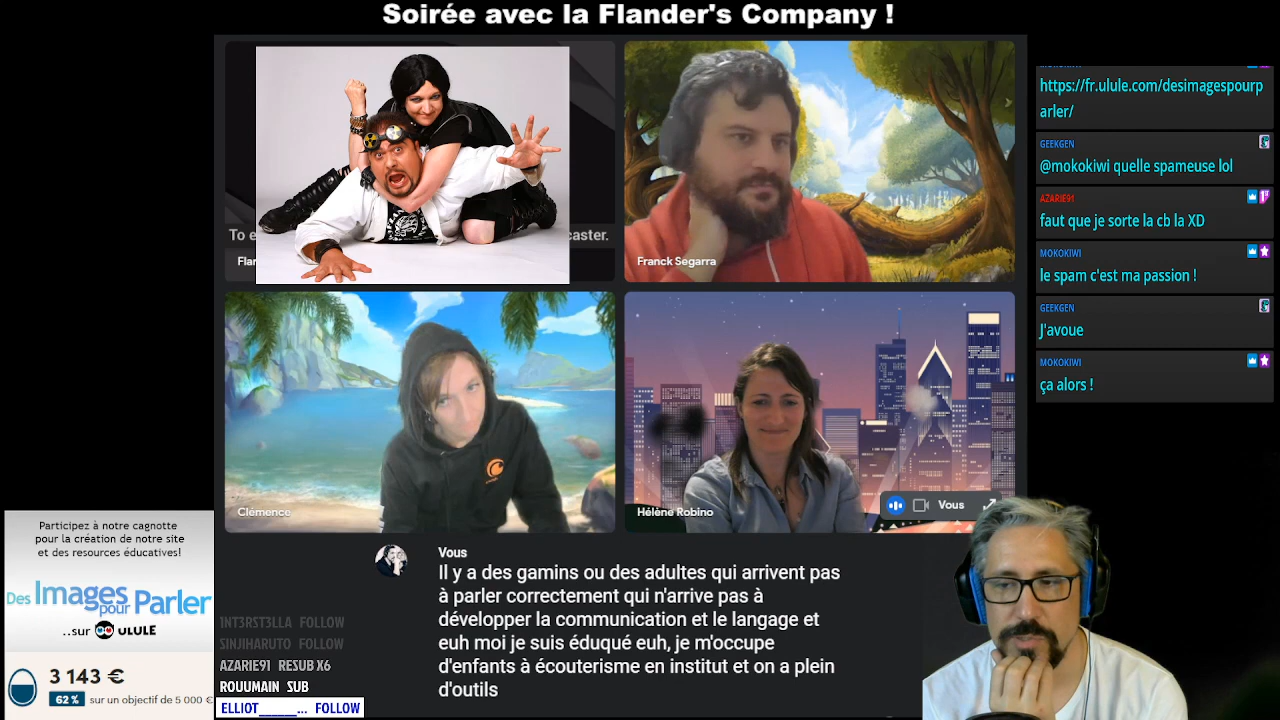 Soirée avec la Flander's Company !
To e
caster.
Flar
Franck Segarra
Clémence
Hélène Robino
Vous
Vous
Il y a des gamins ou des adultes qui arrivent pas
à parler correctement qui n'arrive pas à
développer la communication et le langage et
euh moi je suis éduqué euh, je m'occupe
d'enfants à écouterisme en institut et on a plein
d'outils
https://fr.ulule.com/desimagespourp
arler/
GEEKGEN
@mokokiwi quelle spameuse lol
AZARIE91
faut que je sorte la cb la XD
MOKOKIWI
le spam c'est ma passion !
GEEKGEN
J'avoue
MOKOKIWI
ça alors !
Participez à notre cagnotte
pour la création de notre site
et des resources éducatives!
Des Images pour Parler
..sur ULULE
3 143 €
62 % sur un objectif de 5 000 €
1NT3RST3LLA FOLLOW
SINJIHARUTO FOLLOW
AZARIE91 RESUB X6
ROUUMAIN SUB
ELLIOT______... FOLLOW